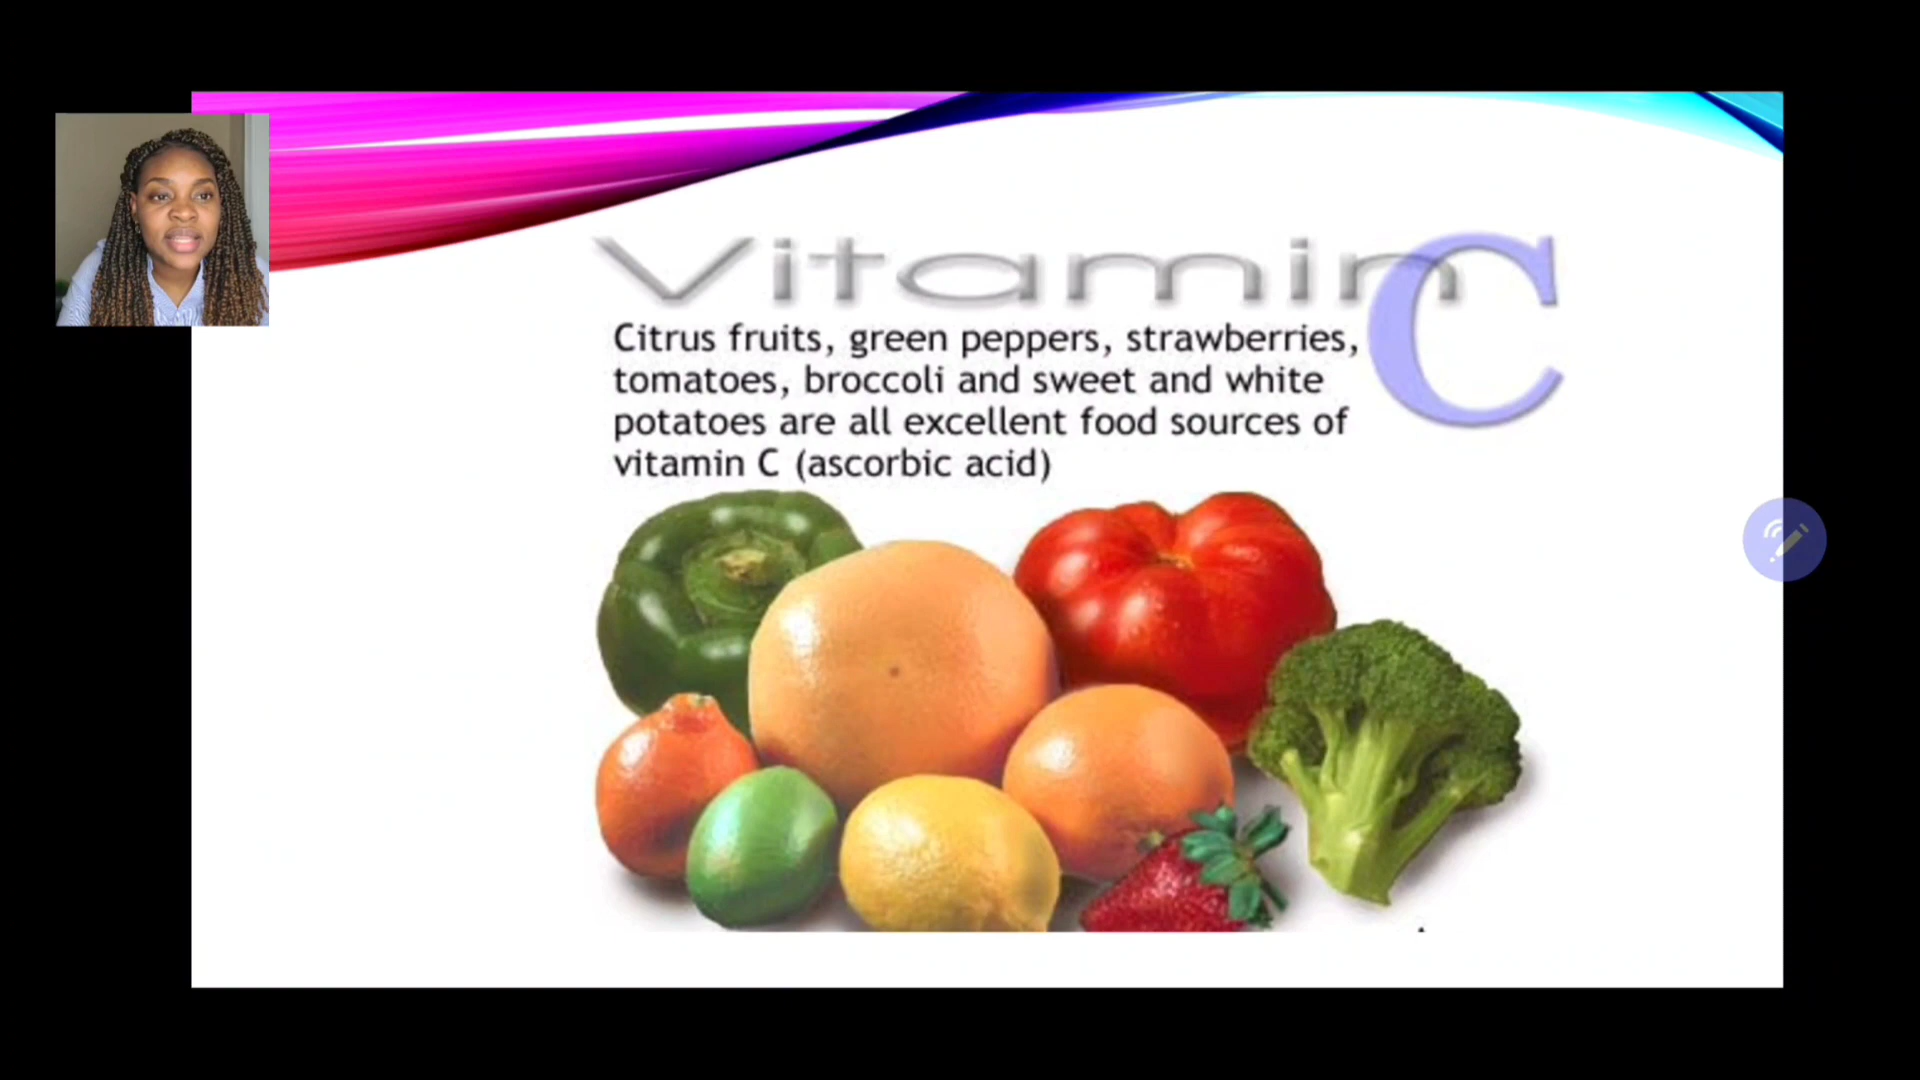 Vitamin C
Citrus fruits, green peppers, strawberries,
tomatoes, broccoli and sweet and white
potatoes are all excellent food sources of
vitamin C (ascorbic acid)